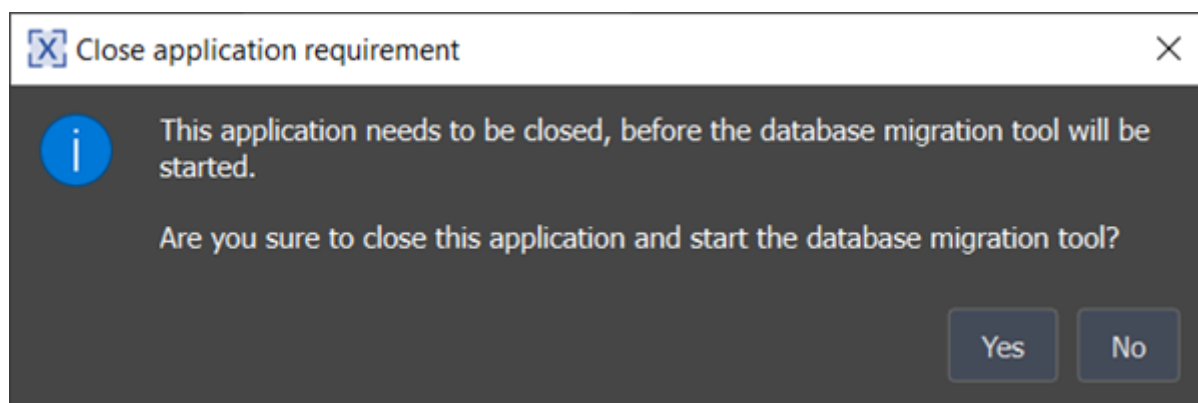 Close application requirement
This application needs to be closed, before the database migration tool will be
started.
Are you sure to close this application and start the database migration tool?
Yes No